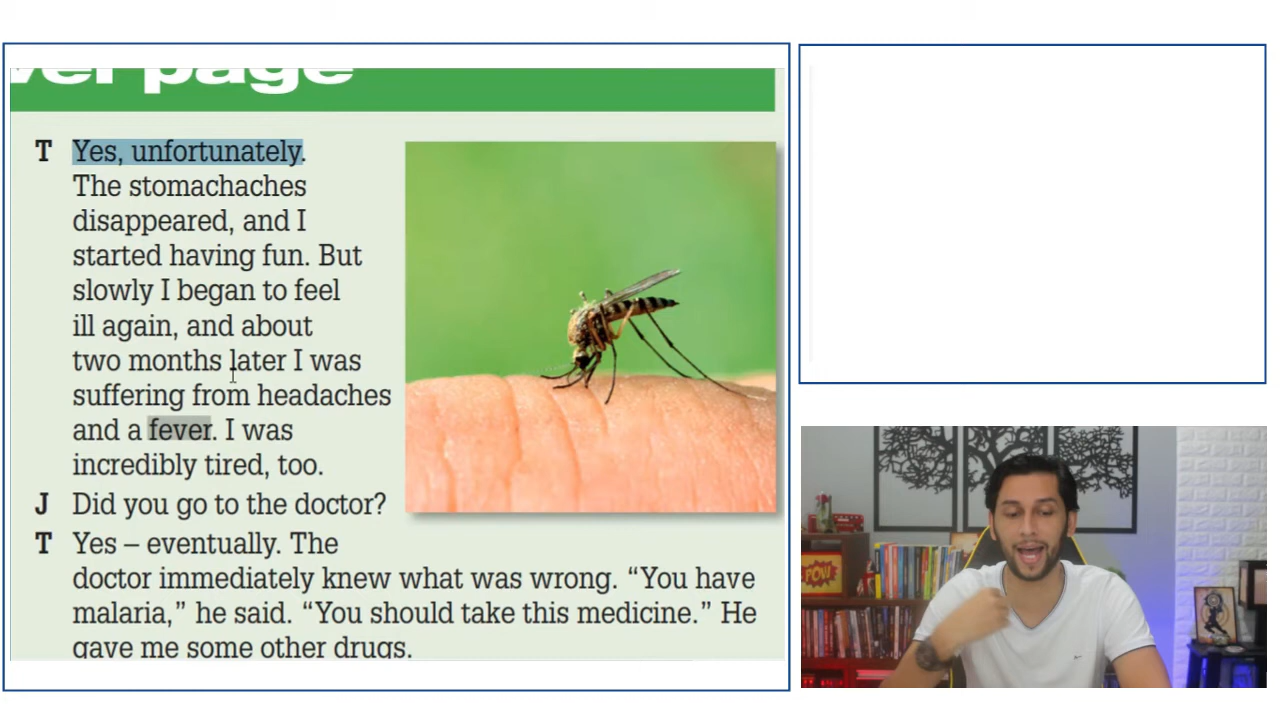 ver page
T Yes, unfortunately.
The stomachaches
disappeared, and I
started having fun. But
slowly I began to feel
ill again, and about
two months later I was
suffering from headaches
and a fever. I was
incredibly tired, too.
J Did you go to the doctor?
T Yes – eventually. The
doctor immediately knew what was wrong. “You have
malaria,” he said. “You should take this medicine.” He
gave me some other drugs.
POW